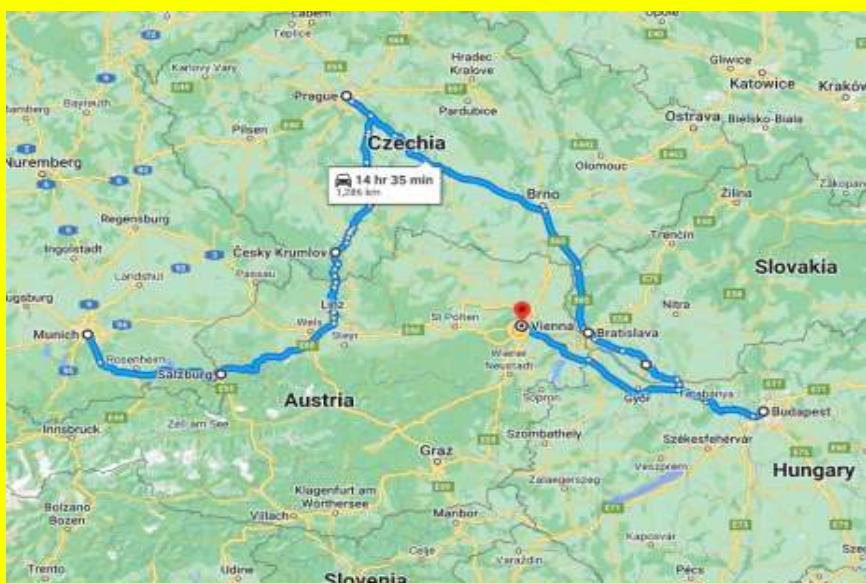 Labem
Teplice
Karlovy Vary
Hradec
Králové
Prague
Pardubice
Gliwice
Katowice
Kraków
Bamberg
Bayreuth
Pilsen
Czechia
Ostrava
Bielsko-Biala
Nuremberg
14 hr 35 min
1,286 km
Olomouc
Brno
Žilina
Zakopane
Regensburg
Trenčín
Ingolstadt
Český Krumlov
Slovakia
Landshut
Passau
Augsburg
Linz
Nitra
Munich
Wels
Steyr
St Pölten
Vienna
Bratislava
Rosenheim
Salzburg
Wiener
Neustadt
Sopron
Győr
Tatabánya
Budapest
Austria
Innsbruck
Zell am See
Szombathely
Székesfehérvár
Graz
Veszprém
Hungary
Zalaegerszeg
Bolzano
Bozen
Klagenfurt am
Wörthersee
Villach
Maribor
Kaposvár
Trento
Udine
Celje
Varaždin
Slovenia
Pécs